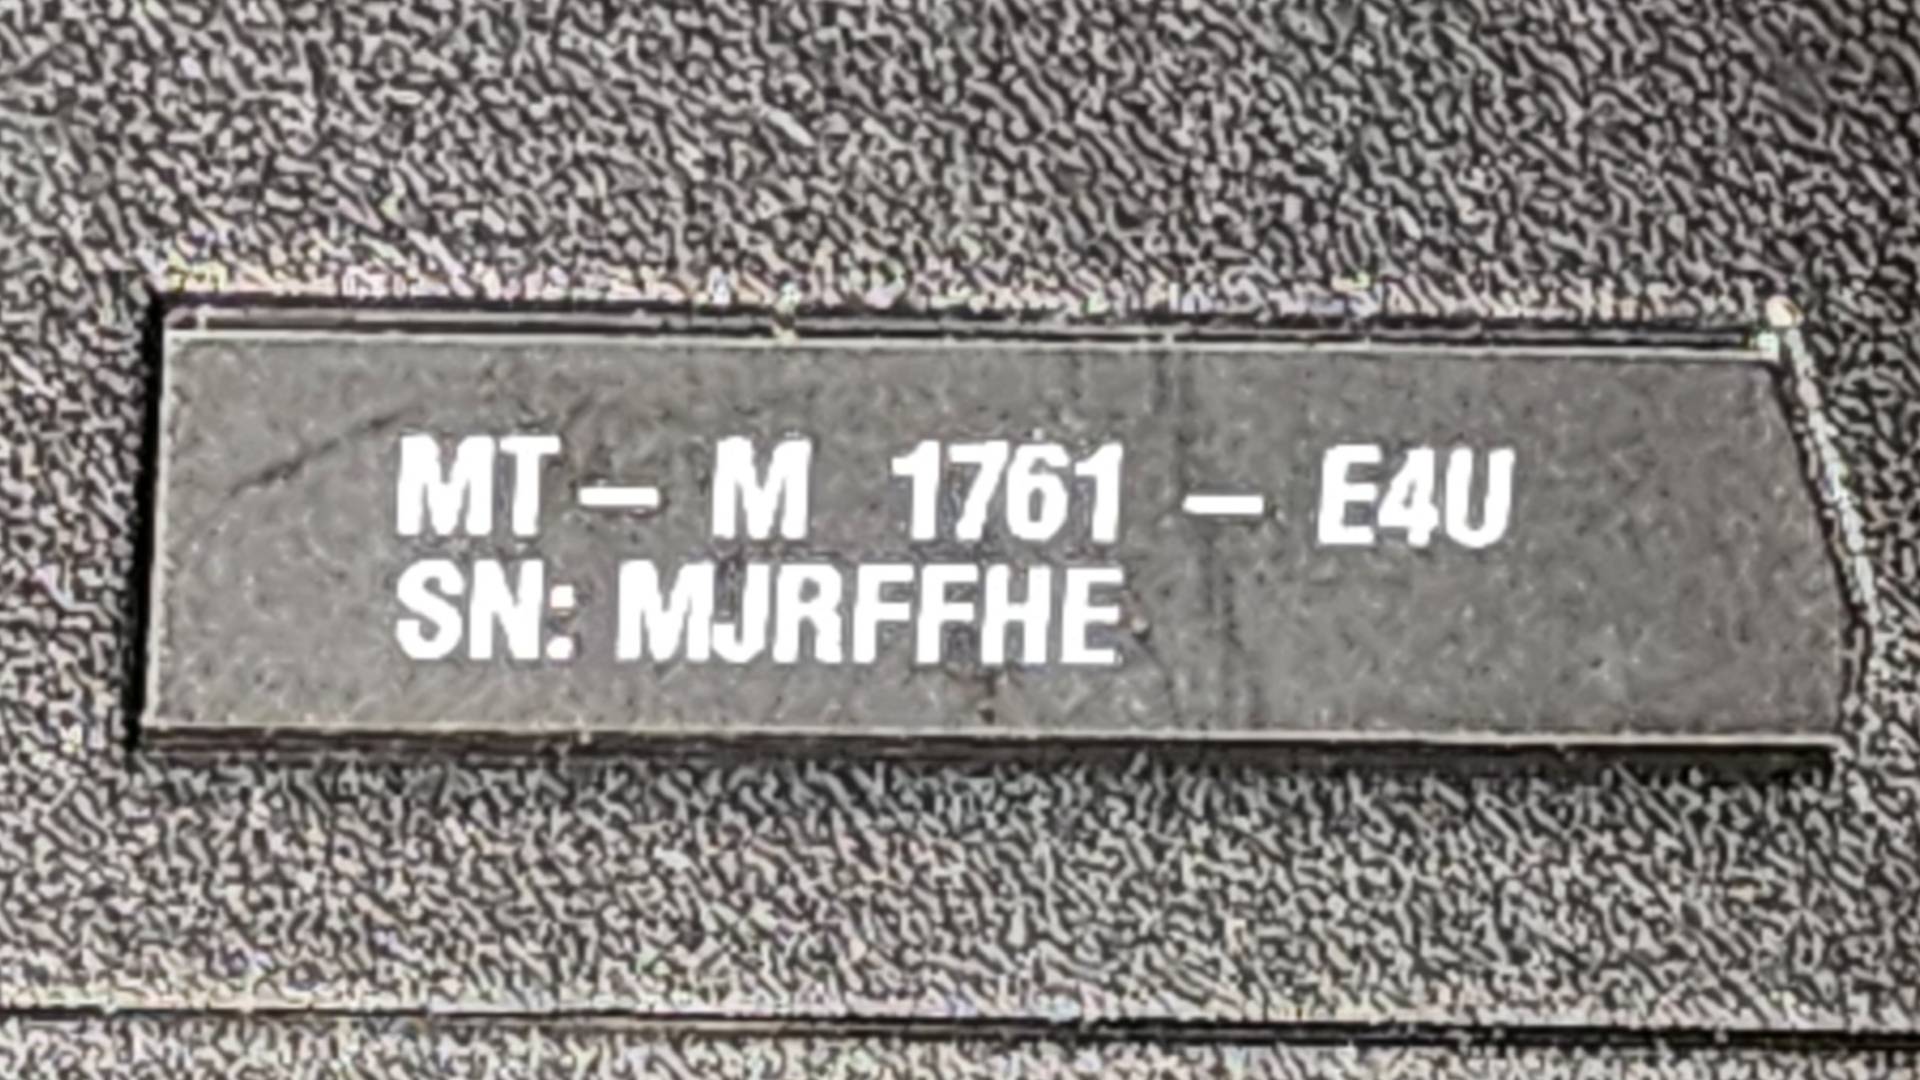 MT – M 1761 – E4U
SN: MJRFFHE